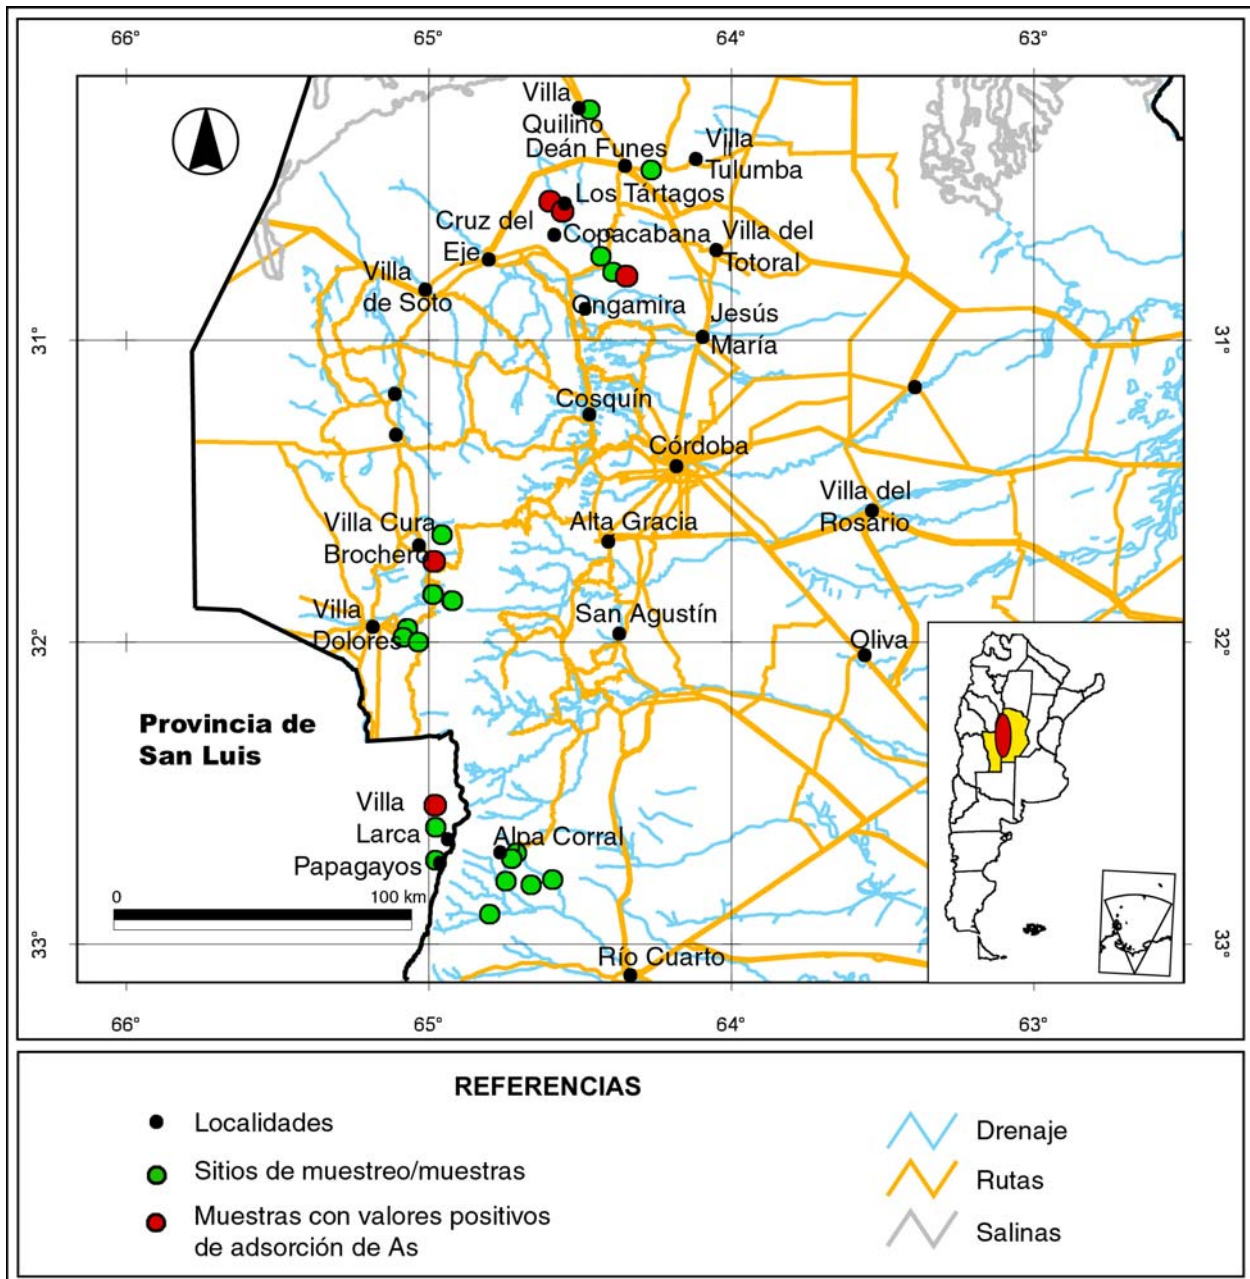 66°
65°
64°
63°
Villa
Quilino
Deán Funes
Villa
Tulumba
Los Tártagos
Cruz del
Eje
Copacabana
Villa del
Totoral
Villa
de Soto
Ongamira
Jesús
María
31°
31°
Cosquín
Córdoba
Villa del
Rosario
Villa Cura
Brochero
Alta Gracia
Villa
Dolores
San Agustín
Oliva
32°
32°
Provincia de
San Luis
Villa
Larca
Papagayos
Alpa Corral
0
100 km
33°
33°
Río Cuarto
66°
65°
64°
63°
REFERENCIAS
Localidades
Sitios de muestreo/muestras
Muestras con valores positivos
de adsorción de As
Drenaje
Rutas
Salinas